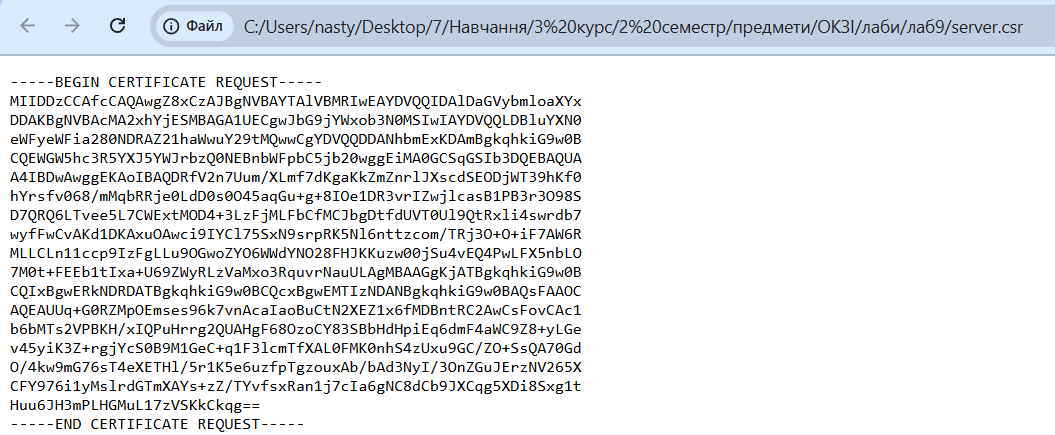 Файл
C:/Users/nasty/Desktop/7/Навчання/3%20курс/2%20семестр/предмети/ОКЗІ/лаби/лаб9/server.csr
-----BEGIN CERTIFICATE REQUEST-----
MIIDDzCCAfcCAQAwgZ8xCzAJBgNVBAYTAlVBMRIwEAYDVQQIDAlDaGVybmloaXYx
DDAKBgNVBAcMA2xhYjESMBAGA1UECgwJbG9jYWxob3N0MSIwIAYDVQQLDBluYXN0
eWFyeWFia280NDRAZ21haWwuY29tMQwwCgYDVQQDDANhbmExKDAmBgkqhkiG9w0B
CQEWGW5hc3R5YXJ5YWJrbzQ0NEBnbWFpbC5jb20wggEiMA0GCSqGSIb3DQEBAQUA
A4IBDwAwggEKAoIBAQDRfV2n7Uum/XLmf7dKgaKkZmZnrlJXscdSEODjWT39hKf0
hYrsfv068/mMqbRRje0LdD0s0O45aqGu+g+8IOe1DR3vrIZwjlcasB1PB3r3O98S
D7QRQ6LTvee5L7CWExtMOD4+3LzFjMLFbCfMCJbgDtfdUVT0Ul9QtRxli4swrdb7
wyfFwCvAKd1DKAxuOAwci9IYCl75SxN9srpRK5Nl6nttzcom/TRj3O+O+iF7AW6R
MLLCLn11ccp9IzFgLLu9OGwoZYO6WWdYNO28FHJKKuzw00jSu4vEQ4PwLFX5nbLO
7M0t+FEEb1tIxa+U69ZWyRLzVaMxo3RquvrNauULAgMBAAGgKjATBgkqhkiG9w0B
CQIxBgwERkNDRDATBgkqhkiG9w0BCQcxBgwEMTIzNDANBgkqhkiG9w0BAQsFAAOC
AQEAUUq+G0RZMpOEmses96k7vnAcaIaoBuCtN2XEZ1x6fMDBntRC2AwCsFovCAc1
b6bMTs2VPBKH/xIQPuHrrg2QUAHgF68OzoCY83SBbHdHpiEq6dmF4aWC9Z8+yLGe
v45yiK3Z+rgjYcS0B9M1GeC+q1F3lcmTfXAL0FMK0nhS4zUxu9GC/ZO+SsQA70Gd
O/4kw9mG76sT4eXETHl/5r1K5e6uzfpTgzouxAb/bAd3NyI/3OnZGuJErzNV265X
CFY976i1yMslrdGTmXAYs+zZ/TYvfsxRan1j7cIa6gNC8dCb9JXCqg5XDi8Sxg1t
Huu6JH3mPLHGMuL17zVSKkCkqg==
-----END CERTIFICATE REQUEST-----